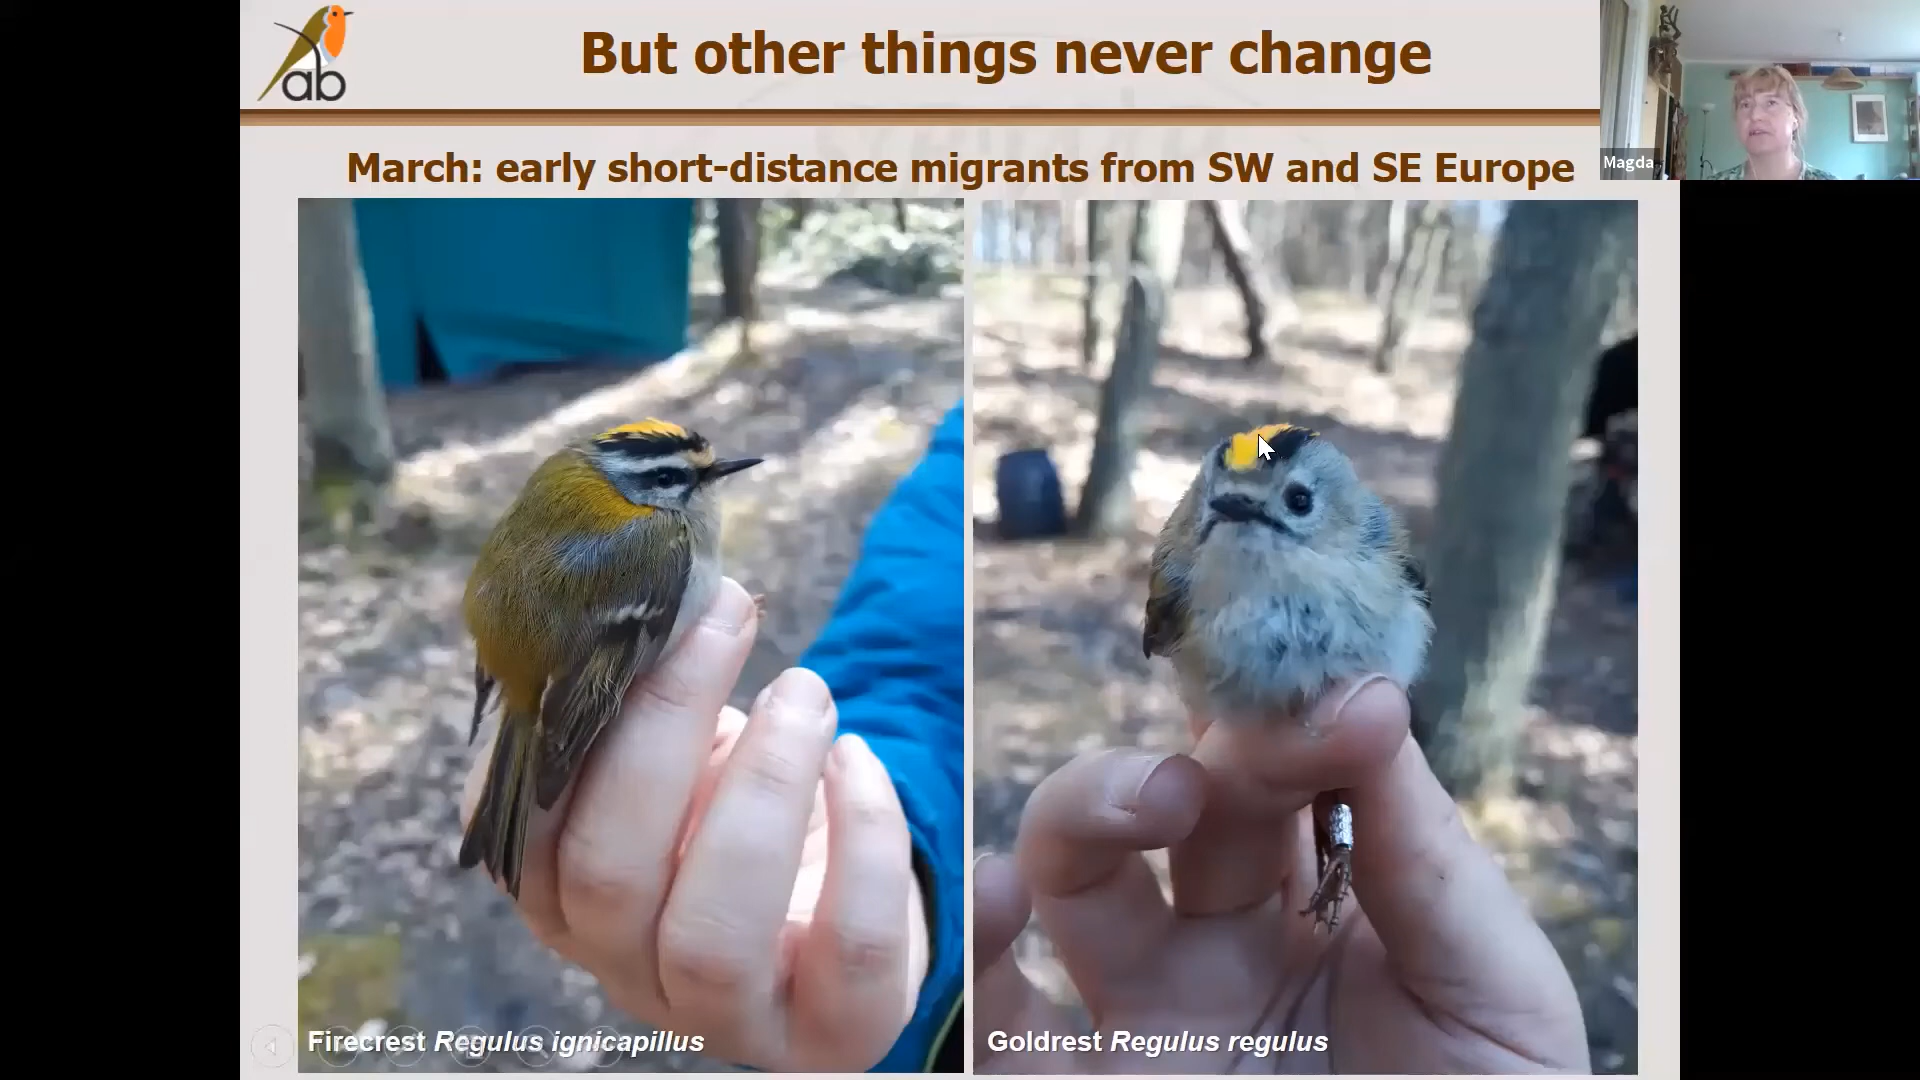 ab
But other things never change
Magda
March: early short-distance migrants from SW and SE Europe
Firecrest Regulus ignicapillus
Goldrest Regulus regulus